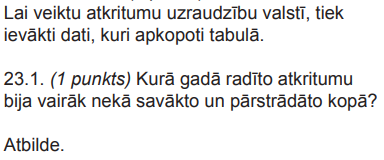 Lai veiktu atkritumu uzraudzību valstī, tiek
ievākti dati, kuri apkopoti tabulā.
23.1. (1 punkts) Kurā gadā radīto atkritumu
bija vairāk nekā savākto un pārstrādāto kopā?
Atbilde.